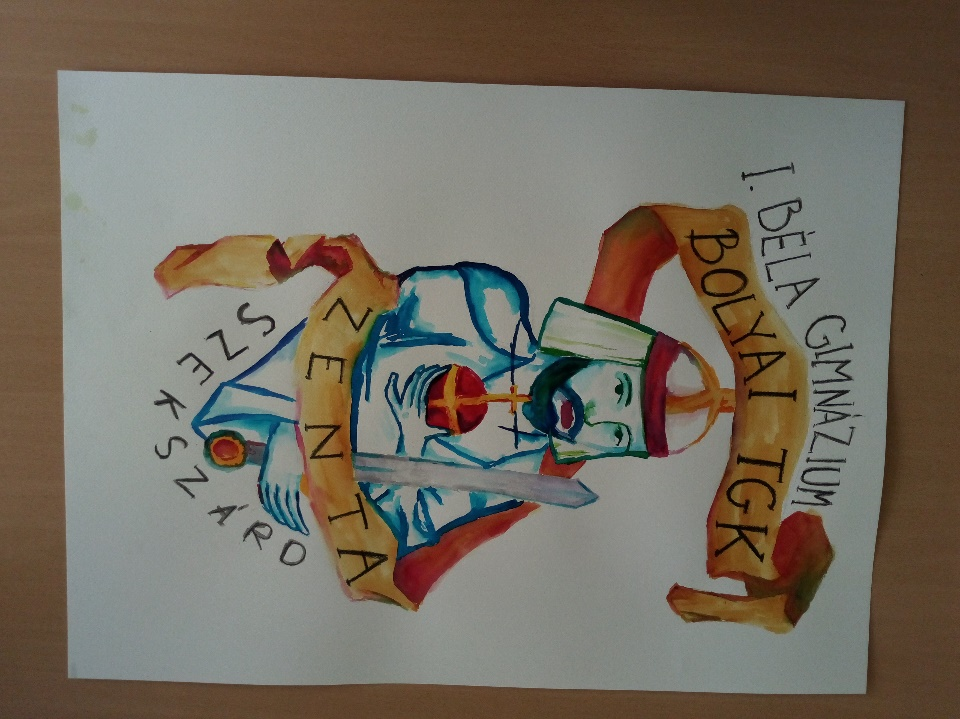 I. BÉLA GIMNÁZIUM
BOLYAI TGK
ZENTA
SZEKSZÁRD